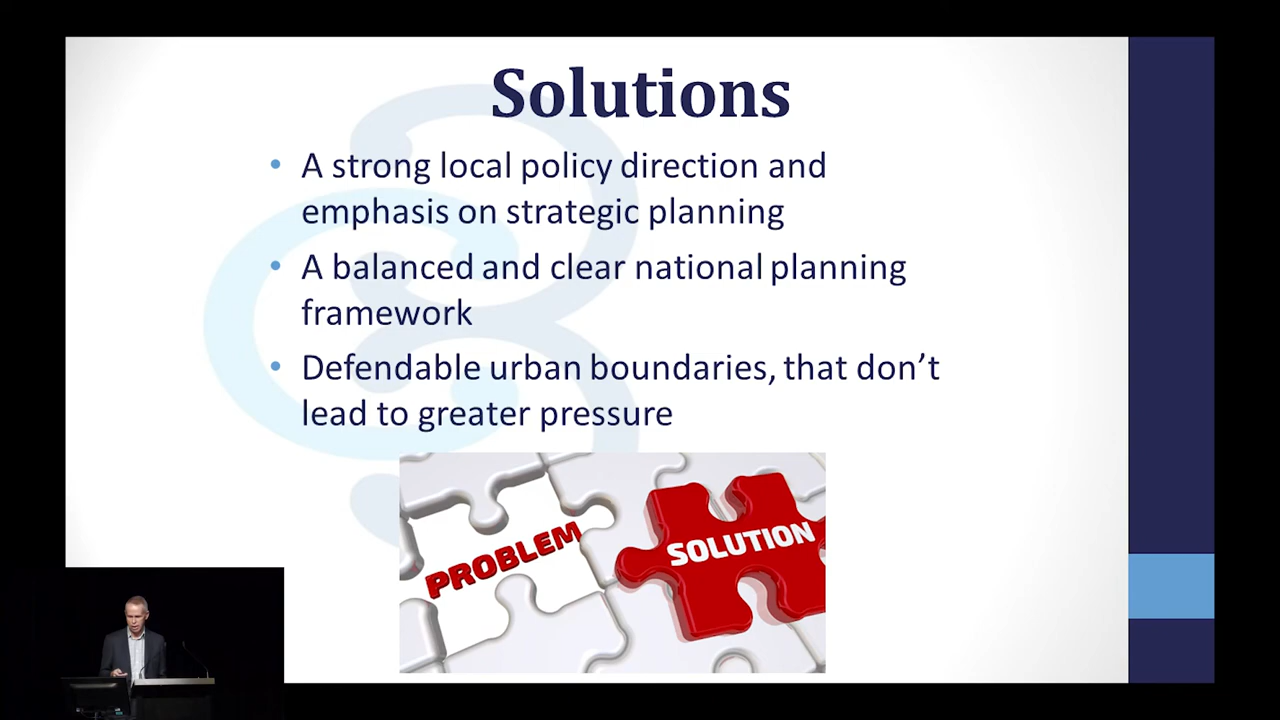 Solutions
• A strong local policy direction and
emphasis on strategic planning
• A balanced and clear national planning
framework
• Defendable urban boundaries, that don’t
lead to greater pressure
PROBLEM
SOLUTION